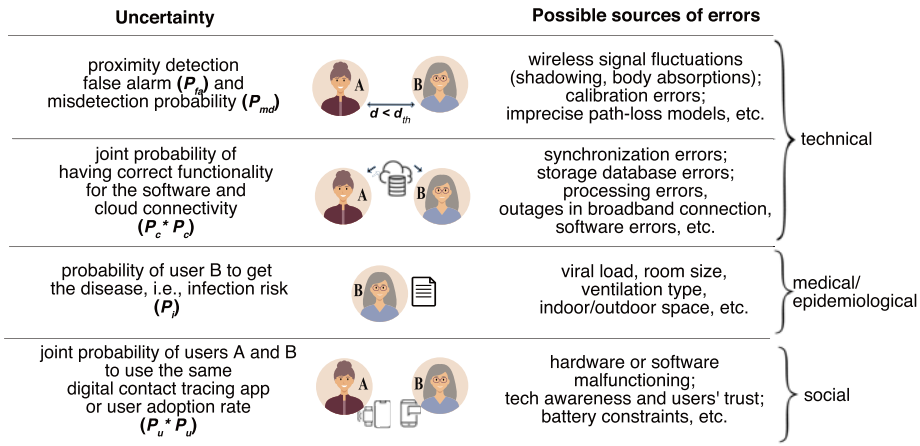 Uncertainty
Possible sources of errors
proximity detection
false alarm (Pfa) and
misdetection probability (Pmd)
A
B
d < dth
wireless signal fluctuations
(shadowing, body absorptions);
calibration errors;
imprecise path-loss models, etc.
technical
joint probability of
having correct functionality
for the software and
cloud connectivity
(Pc* Pc)
A
B
synchronization errors;
storage database errors;
processing errors,
outages in broadband connection,
software errors, etc.
probability of user B to get
the disease, i.e., infection risk
(Pi)
B
viral load, room size,
ventilation type,
indoor/outdoor space, etc.
medical/
epidemiological
joint probability of users A and B
to use the same
digital contact tracing app
or user adoption rate
(Pu* Pu)
A
B
hardware or software
malfunctioning;
tech awareness and users' trust;
battery constraints, etc.
social